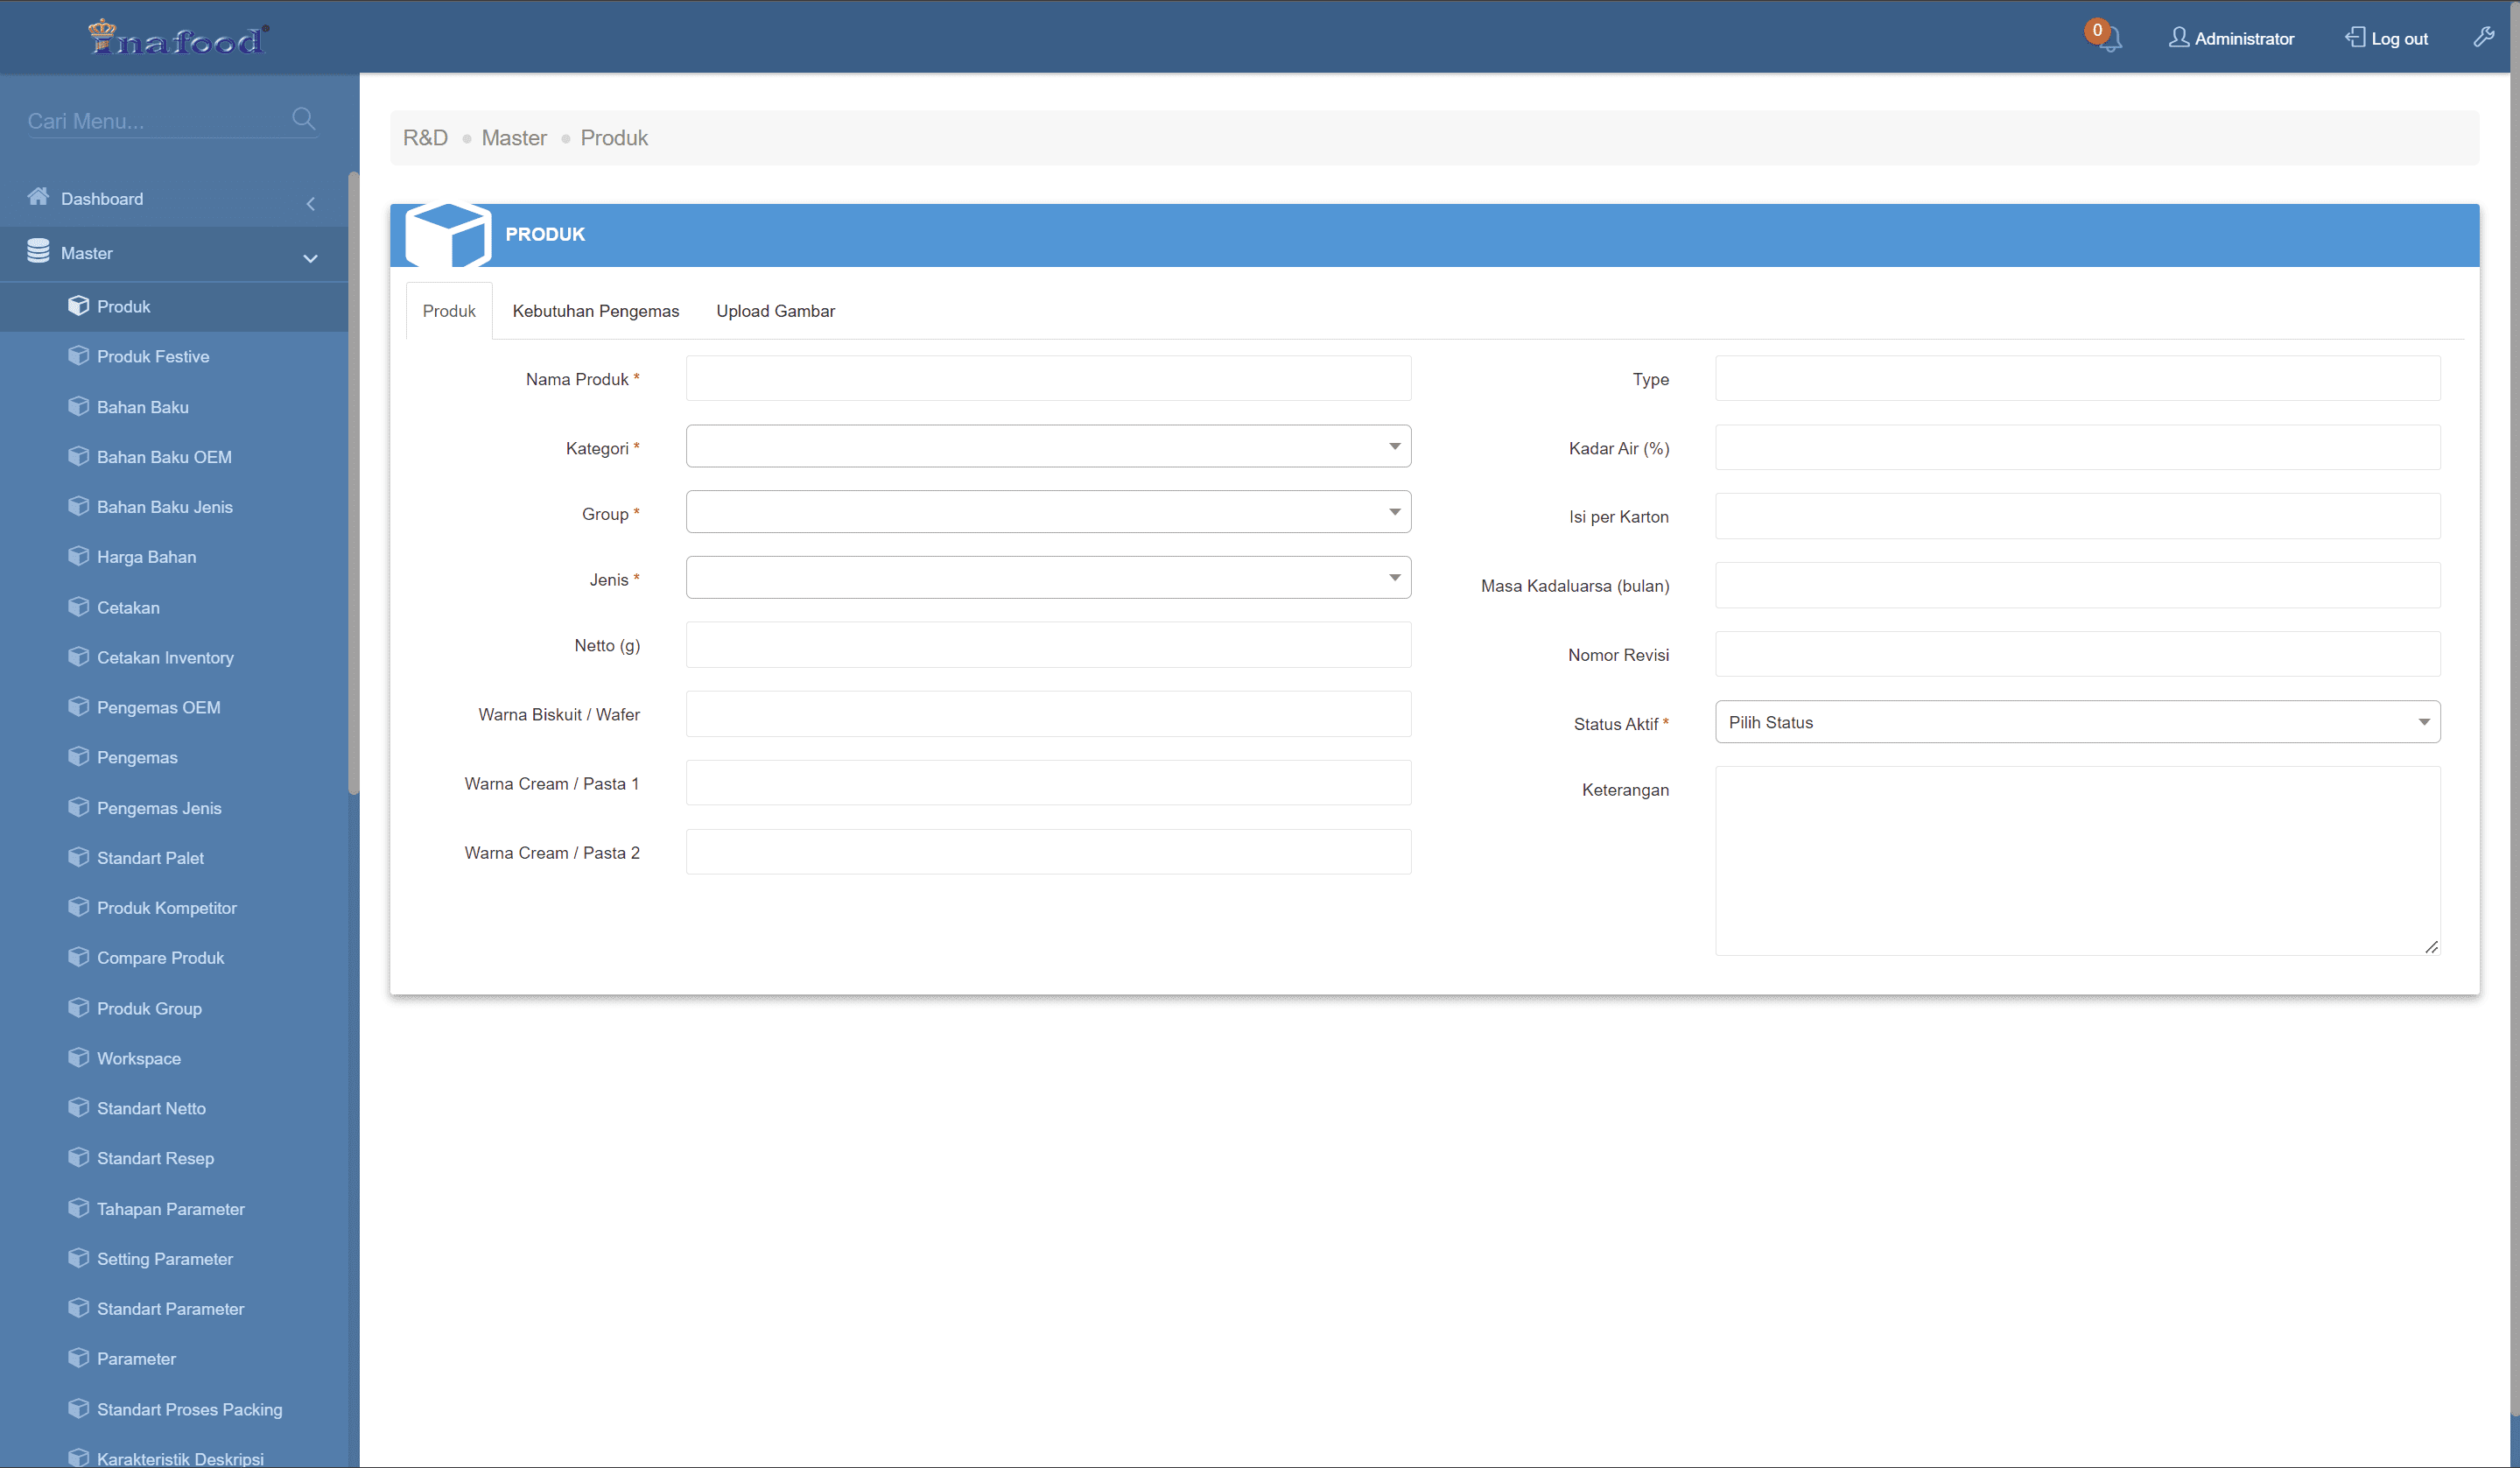 Inafood
0
Administrator
Log out
Cari Menu...
Dashboard
Master
Produk
Produk Festive
Bahan Baku
Bahan Baku OEM
Bahan Baku Jenis
Harga Bahan
Cetakan
Cetakan Inventory
Pengemas OEM
Pengemas
Pengemas Jenis
Standart Palet
Produk Kompetitor
Compare Produk
Produk Group
Workspace
Standart Netto
Standart Resep
Tahapan Parameter
Setting Parameter
Standart Parameter
Parameter
Standart Proses Packing
Karakteristik Deskripsi
R&D Master Produk
PRODUK
Produk Kebutuhan Pengemas Upload Gambar
Nama Produk *
Kategori *
Group *
Jenis *
Netto (g)
Warna Biskuit / Wafer
Warna Cream / Pasta 1
Warna Cream / Pasta 2
Type
Kadar Air (%)
Isi per Karton
Masa Kadaluarsa (bulan)
Nomor Revisi
Status Aktif * Pilih Status
Keterangan